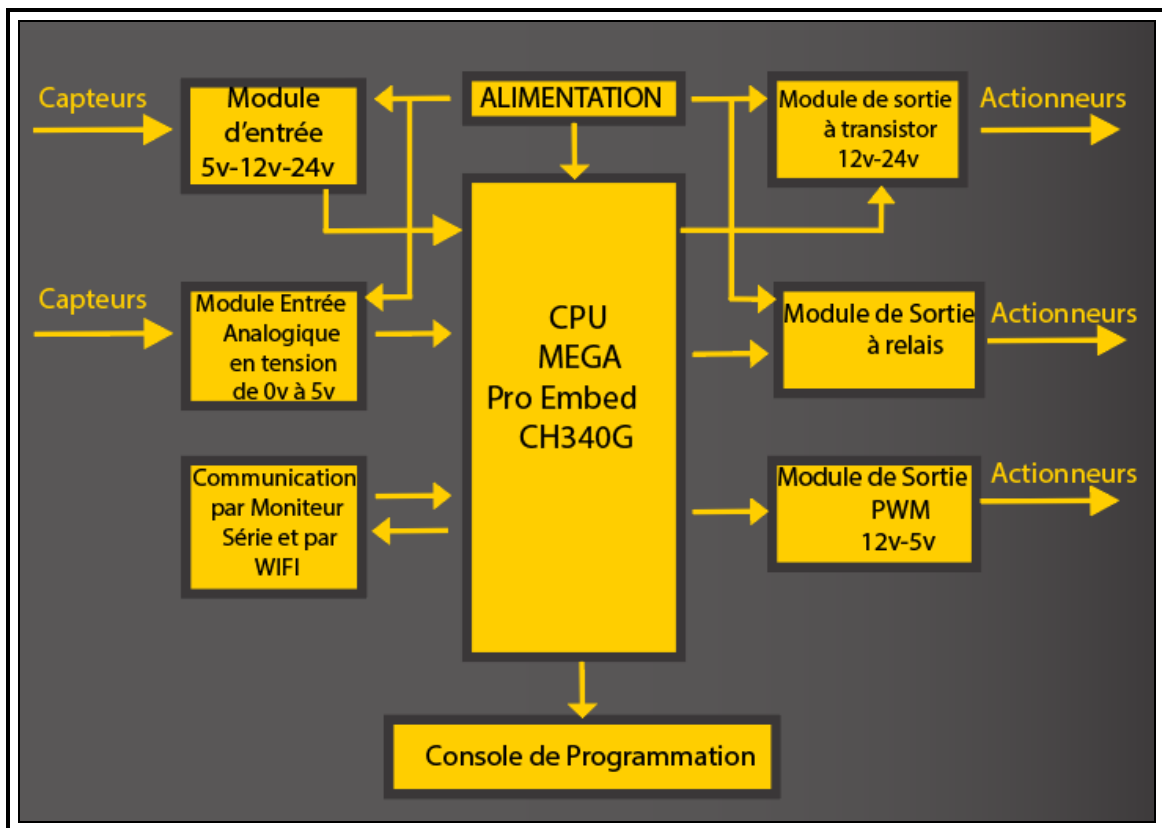 Capteurs
Module
d'entrée
5v-12v-24v
ALIMENTATION
Module de sortie
à transistor
12v-24v
Actionneurs
Capteurs
Module Entrée
Analogique
en tension
de 0v à 5v
CPU
MEGA
Pro Embed
CH340G
Module de Sortie
à relais
Actionneurs
Communication
par Moniteur
Série et par
WIFI
Module de Sortie
PWM
12v-5v
Actionneurs
Console de Programmation